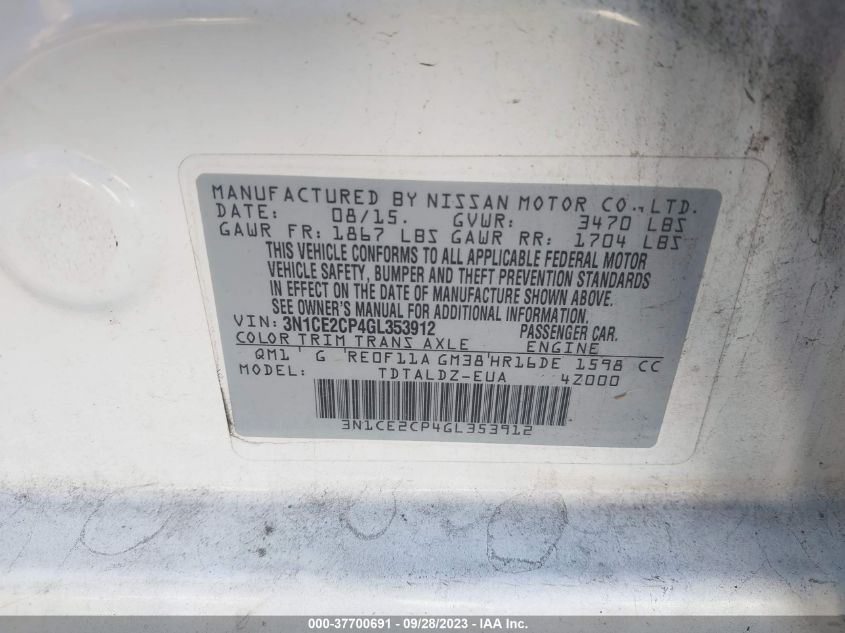 MANUFACTURED BY NISSAN MOTOR CO.,LTD.
DATE: 08/15. GVWR: 3470 LBS
GAWR FR: 1867 LBS GAWR RR: 1704 LBS
THIS VEHICLE CONFORMS TO ALL APPLICABLE FEDERAL MOTOR
VEHICLE SAFETY, BUMPER AND THEFT PREVENTION STANDARDS
IN EFFECT ON THE DATE OF MANUFACTURE SHOWN ABOVE.
SEE OWNER'S MANUAL FOR ADDITIONAL INFORMATION.
VIN: 3N1CE2CP4GL353912 PASSENGER CAR.
COLOR TRIM TRANS AXLE ENGINE
QM1 ' G 'RE0F11A GM38'HR16DE 1598 CC
MODEL: TDTALDZ-EUA 4Z000
3N1CE2CP4GL353912
000-37700691 - 09/28/2023 - © IAA, Inc.